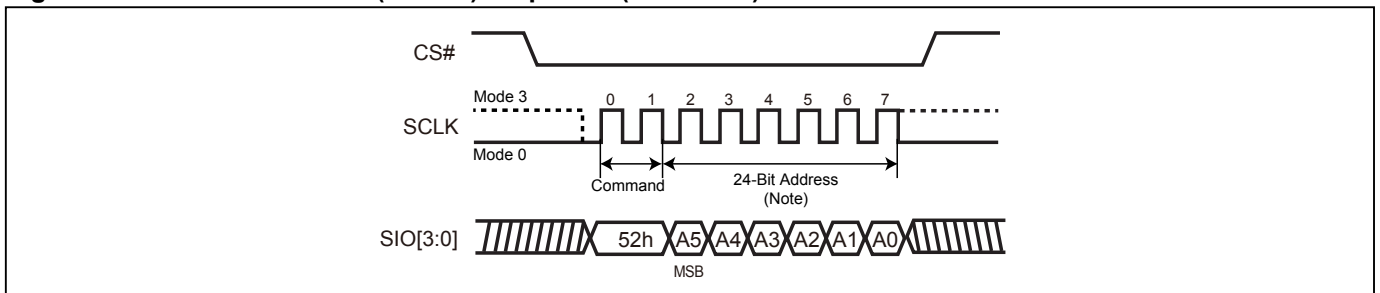 CS#
Mode 3
0 1 2 3 4 5 6 7
SCLK
Mode 0
Command
24-Bit Address
(Note)
SIO[3:0]
52h A5 A4 A3 A2 A1 A0
MSB